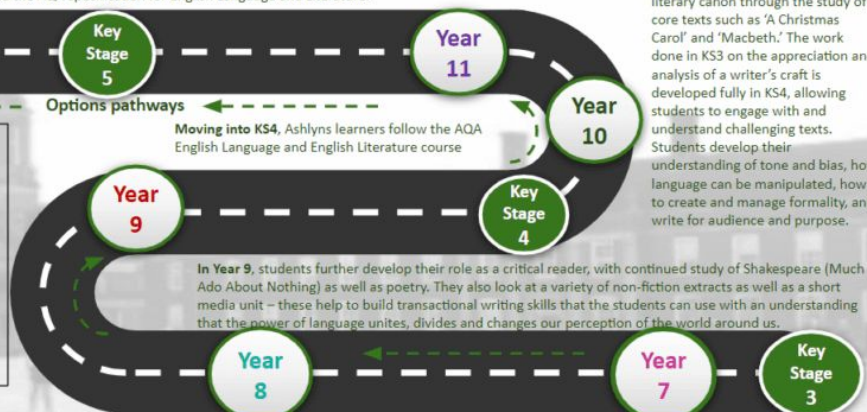 literary canon through the study of
core texts such as ‘A Christmas
Carol’ and ‘Macbeth.’ The work
done in KS3 on the appreciation
analysis of a writer’s craft is
developed fully in KS4, allowing
students to engage with and
understand challenging texts.
Students develop their
understanding of tone and bias,
language can be manipulated, how
to create and manage formality,
write for audience and purpose.
Key
Stage
5
Year
11
Year
10
Options pathways
Moving into KS4, Ashlyns learners follow the AQA
English Language and English Literature course
Year
9
Key
Stage
4
In Year 9, students further develop their role as a critical reader, with continued study of Shakespeare (Much
Ado About Nothing) as well as poetry. They also look at a variety of non-fiction extracts as well as a short
media unit – these help to build transactional writing skills that the students can use with an understanding
that the power of language unites, divides and changes our perception of the world around us.
Year
8
Year
7
Key
Stage
3